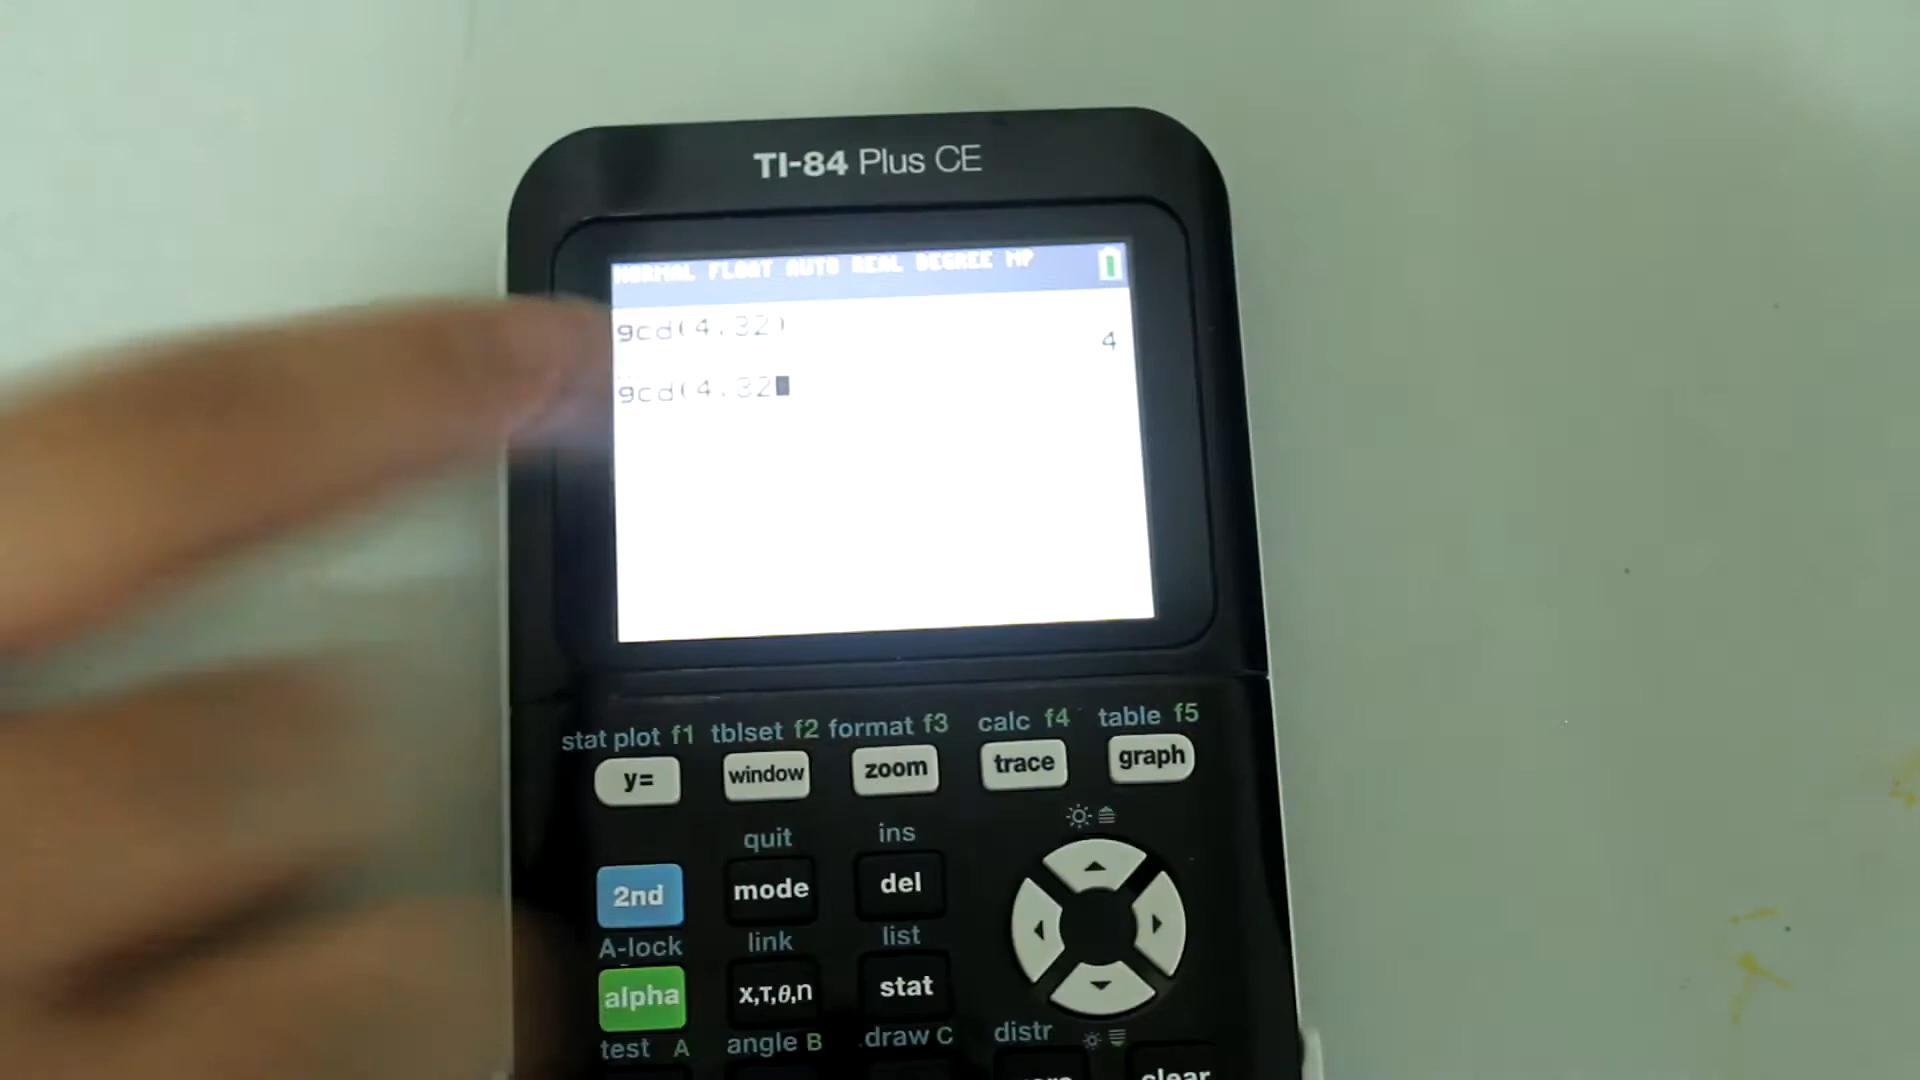 TI-84 Plus CE
NORMAL FLOAT AUTO REAL DEGREE MP
gcd(4,32)
4
gcd(4,32
stat plot f1 tblset f2 format f3 calc f4 table f5
y= window zoom trace graph
quit ins
2nd mode del
A-lock link list
alpha X,T,θ,n stat
test A angle B draw C distr
clear